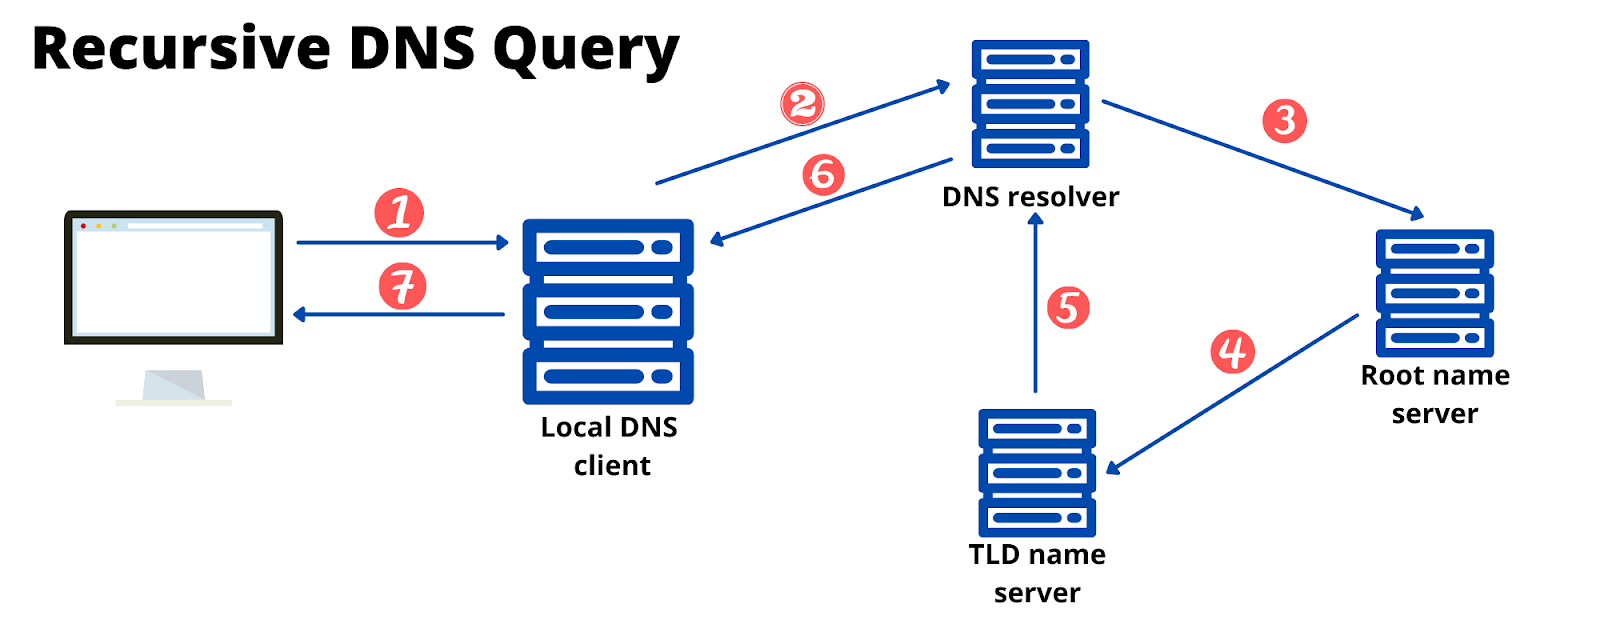 Recursive DNS Query
2
3
6
DNS resolver
1
7
5
4
Local DNS
client
Root name
server
TLD name
server